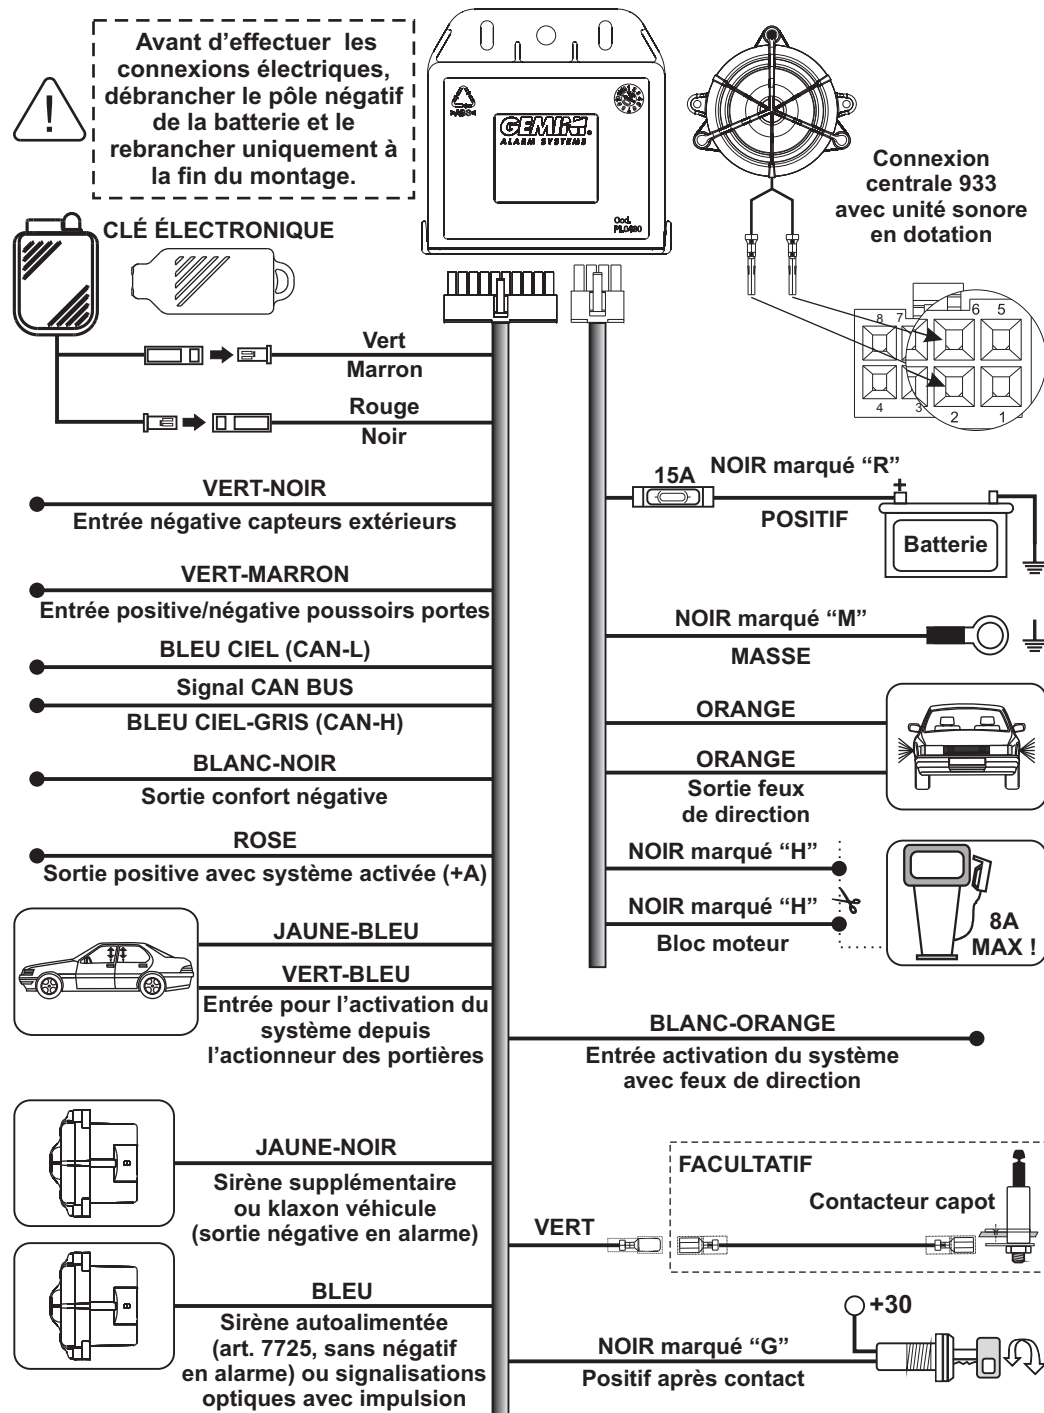 Avant d’effectuer les
connexions électriques,
débrancher le pôle négatif
de la batterie et le
rebrancher uniquement à
la fin du montage.
!
>ABS<
GEMINI
ALARM SYSTEMS
Cod.
Connexion
centrale 933
avec unité sonore
en dotation
8 7 6 5
4 3 2 1
CLÉ ÉLECTRONIQUE
Vert
Marron
Rouge
Noir
VERT-NOIR
Entrée négative capteurs extérieurs
VERT-MARRON
Entrée positive/négative poussoirs portes
BLEU CIEL (CAN-L)
Signal CAN BUS
BLEU CIEL-GRIS (CAN-H)
BLANC-NOIR
Sortie confort négative
ROSE
Sortie positive avec système activée (+A)
JAUNE-BLEU
VERT-BLEU
Entrée pour l’activation du
système depuis
l’actionneur des portières
JAUNE-NOIR
Sirène supplémentaire
ou klaxon véhicule
(sortie négative en alarme)
BLEU
Sirène autoalimentée
(art. 7725, sans négatif
en alarme) ou signalisations
optiques avec impulsion
15A
NOIR marqué “R”
POSITIF
+
Batterie
NOIR marqué “M”
MASSE
ORANGE
ORANGE
Sortie feux
de direction
NOIR marqué “H”
NOIR marqué “H”
Bloc moteur
8A
MAX !
BLANC-ORANGE
Entrée activation du système
avec feux de direction
FACULTATIF
Contacteur capot
VERT
+30
NOIR marqué “G”
Positif après contact